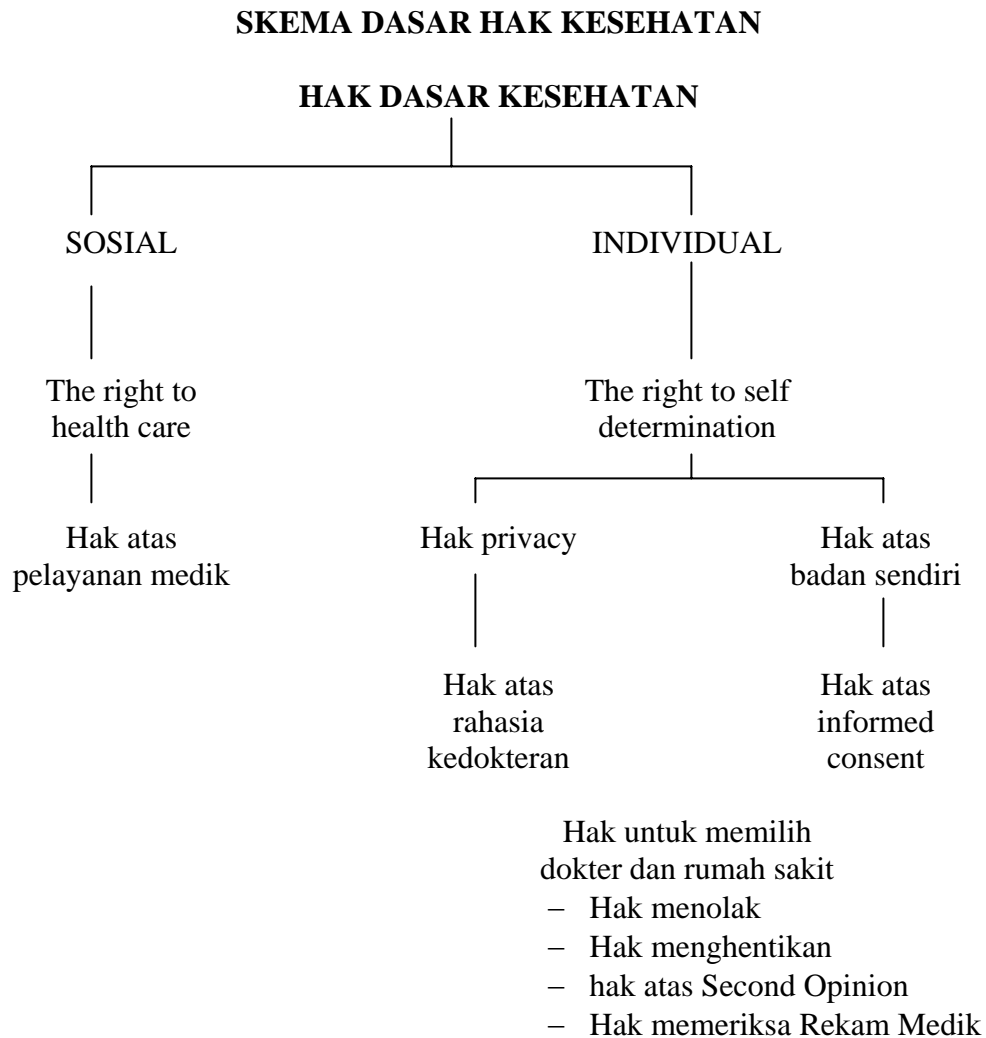 SKEMA DASAR HAK KESEHATAN
HAK DASAR KESEHATAN
SOSIAL
INDIVIDUAL
The right to
health care
The right to self
determination
Hak atas
pelayanan medik
Hak privacy
Hak atas
badan sendiri
Hak atas
rahasia
kedokteran
Hak atas
informed
consent
Hak untuk memilih
dokter dan rumah sakit
– Hak menolak
– Hak menghentikan
– hak atas Second Opinion
– Hak memeriksa Rekam Medik